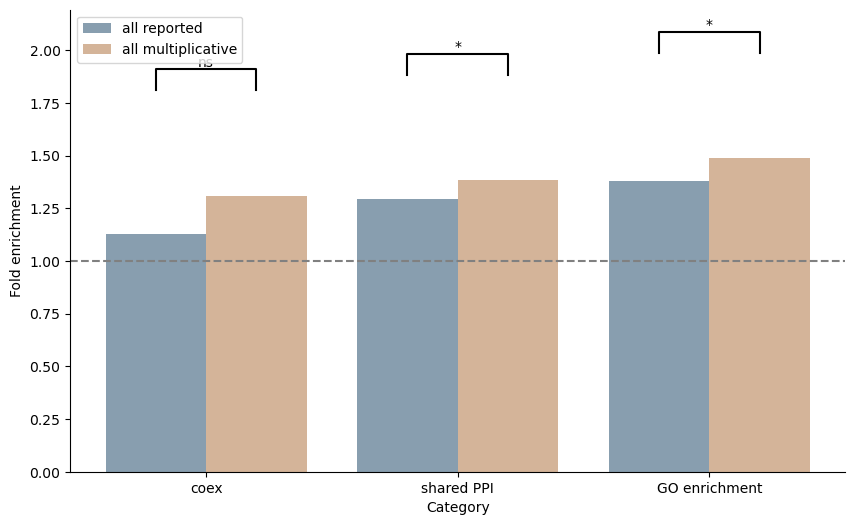 all reported
all multiplicative
ns
*
*
2.00
1.75
1.50
1.25
1.00
0.75
0.50
0.25
0.00
Fold enrichment
coex
shared PPI
GO enrichment
Category